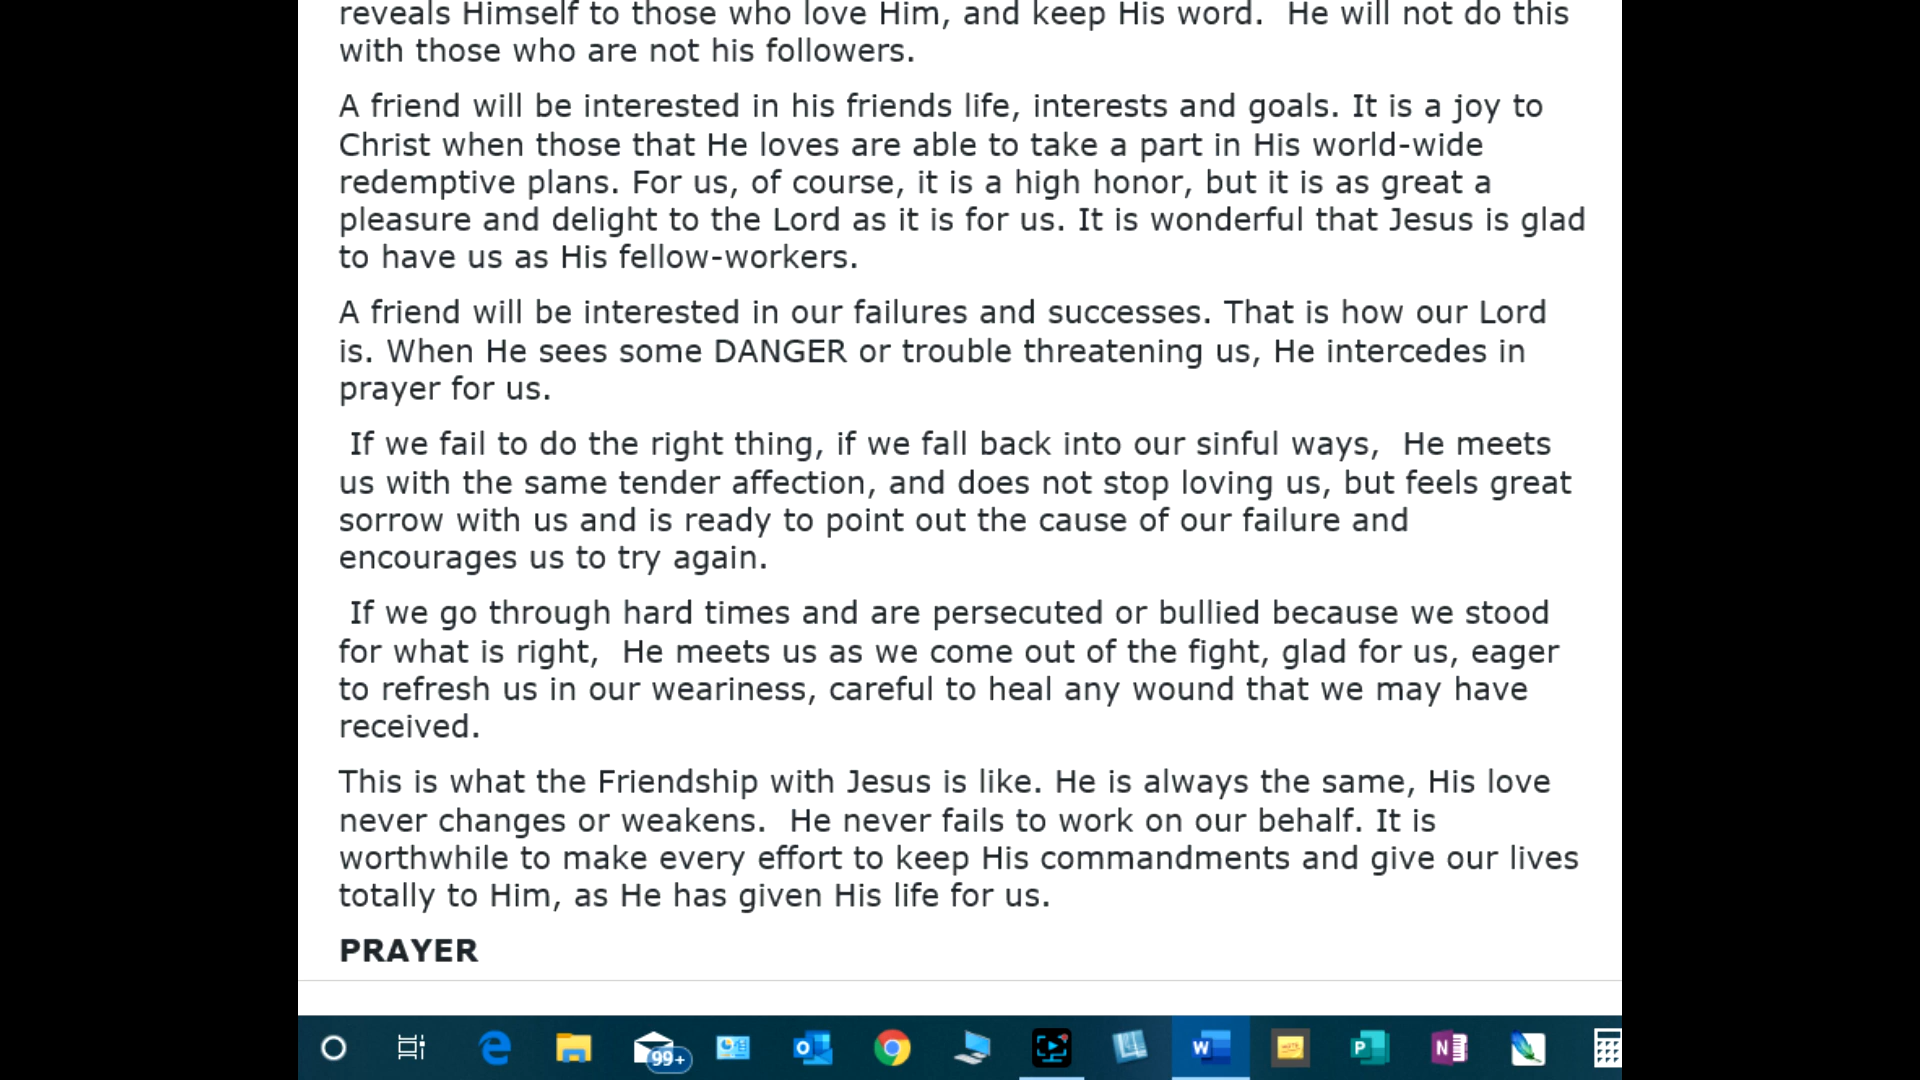 reveals Himself to those who love Him, and keep His word.  He will not do this
with those who are not his followers.
A friend will be interested in his friends life, interests and goals. It is a joy to
Christ when those that He loves are able to take a part in His world-wide
redemptive plans. For us, of course, it is a high honor, but it is as great a
pleasure and delight to the Lord as it is for us. It is wonderful that Jesus is glad
to have us as His fellow-workers.
A friend will be interested in our failures and successes. That is how our Lord
is. When He sees some DANGER or trouble threatening us, He intercedes in
prayer for us.
If we fail to do the right thing, if we fall back into our sinful ways,  He meets
us with the same tender affection, and does not stop loving us, but feels great
sorrow with us and is ready to point out the cause of our failure and
encourages us to try again.
If we go through hard times and are persecuted or bullied because we stood
for what is right,  He meets us as we come out of the fight, glad for us, eager
to refresh us in our weariness, careful to heal any wound that we may have
received.
This is what the Friendship with Jesus is like. He is always the same, His love
never changes or weakens.  He never fails to work on our behalf. It is
worthwhile to make every effort to keep His commandments and give our lives
totally to Him, as He has given His life for us.
PRAYER
99+